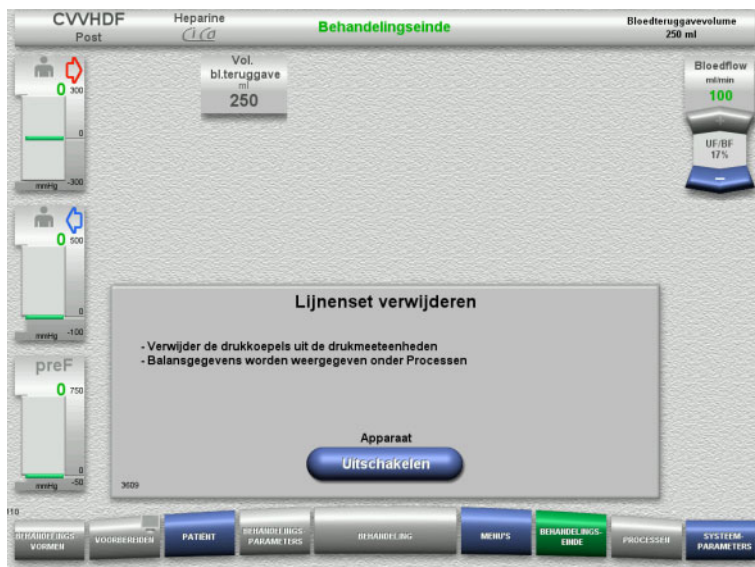 CVVHDF
Post
Heparine
Ci Ca
Behandelingseinde
Bloedteruggavevolume
250 ml
300
0
0
-300
mmHg
Vol.
bl.teruggave
ml
250
Bloedflow
ml/min
100
UF/BF
17%
0
500
0
-100
mmHg
preF
0
750
0
-50
mmHg
Lijnenset verwijderen
- Verwijder de drukkoepels uit de drukmeeteenheden
- Balansgegevens worden weergegeven onder Processen
Apparaat
Uitschakelen
3609
BEHANDELINGS-
VORMEN
VOORBEREIDEN
PATIËNT
BEHANDELINGS-
PARAMETERS
BEHANDELING
MENU'S
BEHANDELINGS-
EINDE
PROCESSEN
SYSTEEM-
PARAMETERS